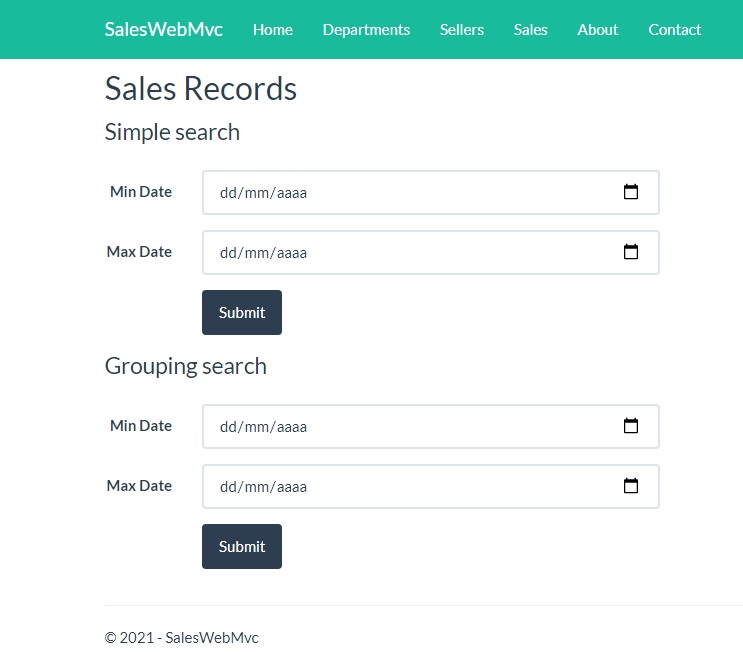 SalesWebMvc Home Departments Sellers Sales About Contact
Sales Records
Simple search
Min Date dd/mm/aaaa
Max Date dd/mm/aaaa
Submit
Grouping search
Min Date dd/mm/aaaa
Max Date dd/mm/aaaa
Submit
© 2021 - SalesWebMvc